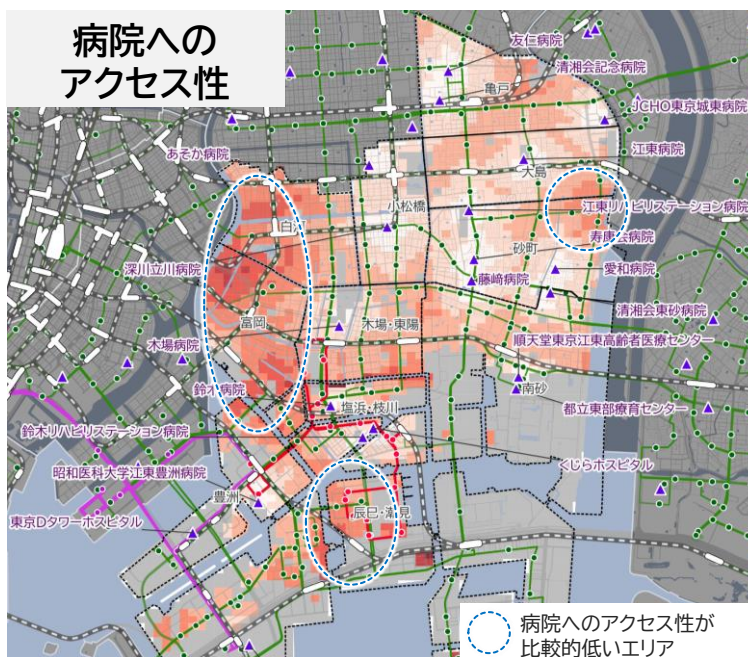 病院への
アクセス性
友仁病院
清湘会記念病院
亀戸
JCHO東京城東病院
あそか病院
江東病院
大島
小松橋
江東リハビリステーション病院
白河
寿康会病院
砂町
深川立川病院
藤﨑病院
愛和病院
清湘会東砂病院
富岡
木場・東陽
木場病院
順天堂東京江東高齢者医療センター
鈴木病院
南砂
塩浜・枝川
都立東部療育センター
鈴木リハビリステーション病院
くじらホスピタル
昭和医科大学江東豊洲病院
豊洲
辰巳・潮見
東京Dタワーホスピタル
病院へのアクセス性が
比較的低いエリア